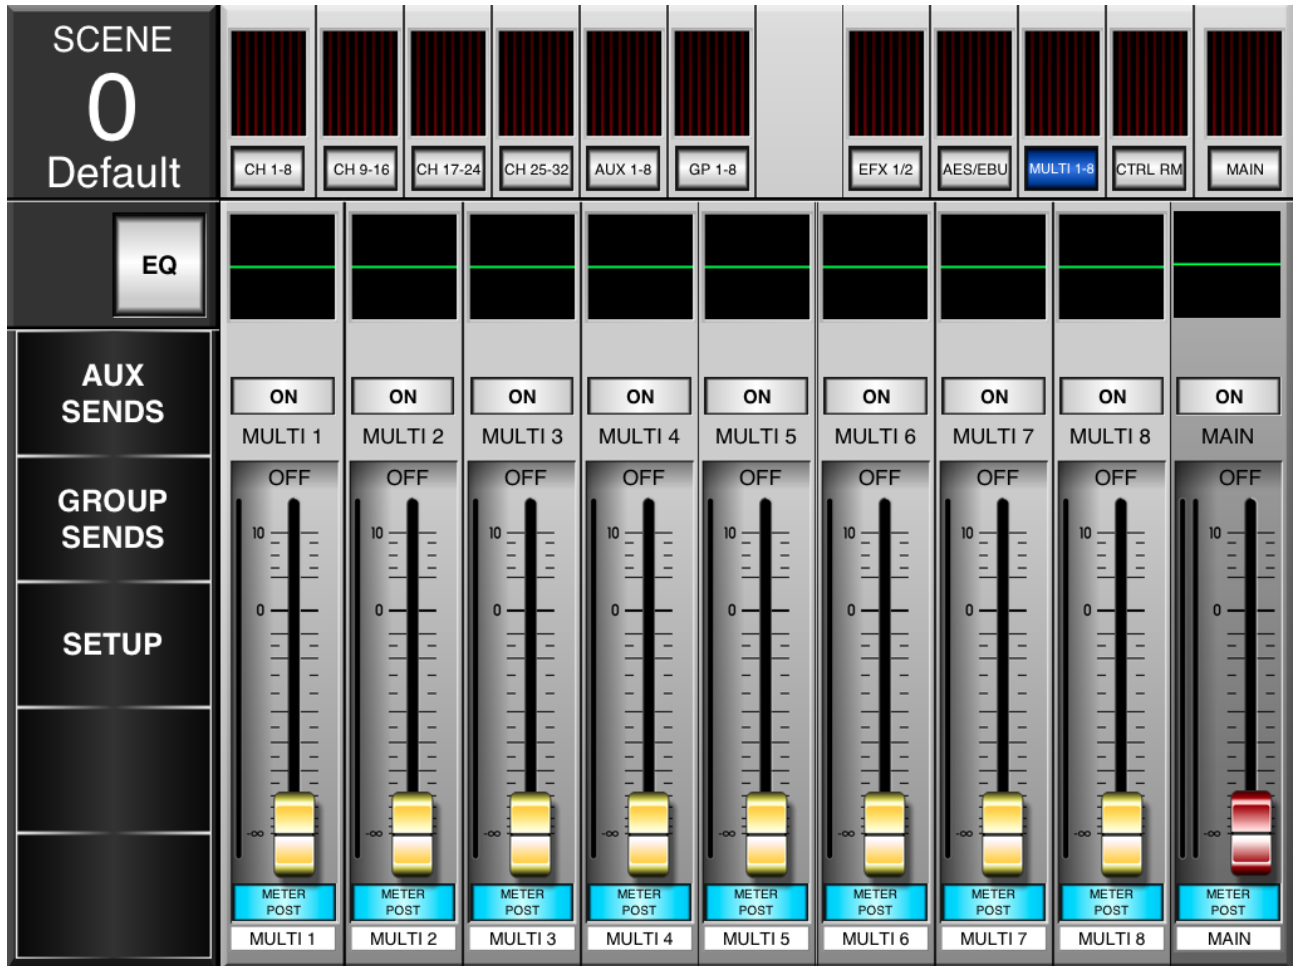 SCENE
0
Default
CH 1-8 CH 9-16 CH 17-24 CH 25-32 AUX 1-8 GP 1-8 EFX 1/2 AES/EBU MULTI 1-8 CTRL RM MAIN
EQ
AUX
SENDS
GROUP
SENDS
SETUP
ON ON ON ON ON ON ON ON ON
MULTI 1 MULTI 2 MULTI 3 MULTI 4 MULTI 5 MULTI 6 MULTI 7 MULTI 8 MAIN
OFF OFF OFF OFF OFF OFF OFF OFF OFF
10 10 10 10 10 10 10 10 10
0 0 0 0 0 0 0 0 0
-∞ -∞ -∞ -∞ -∞ -∞ -∞ -∞ -∞
METER METER METER METER METER METER METER METER METER
POST POST POST POST POST POST POST POST POST
MULTI 1 MULTI 2 MULTI 3 MULTI 4 MULTI 5 MULTI 6 MULTI 7 MULTI 8 MAIN